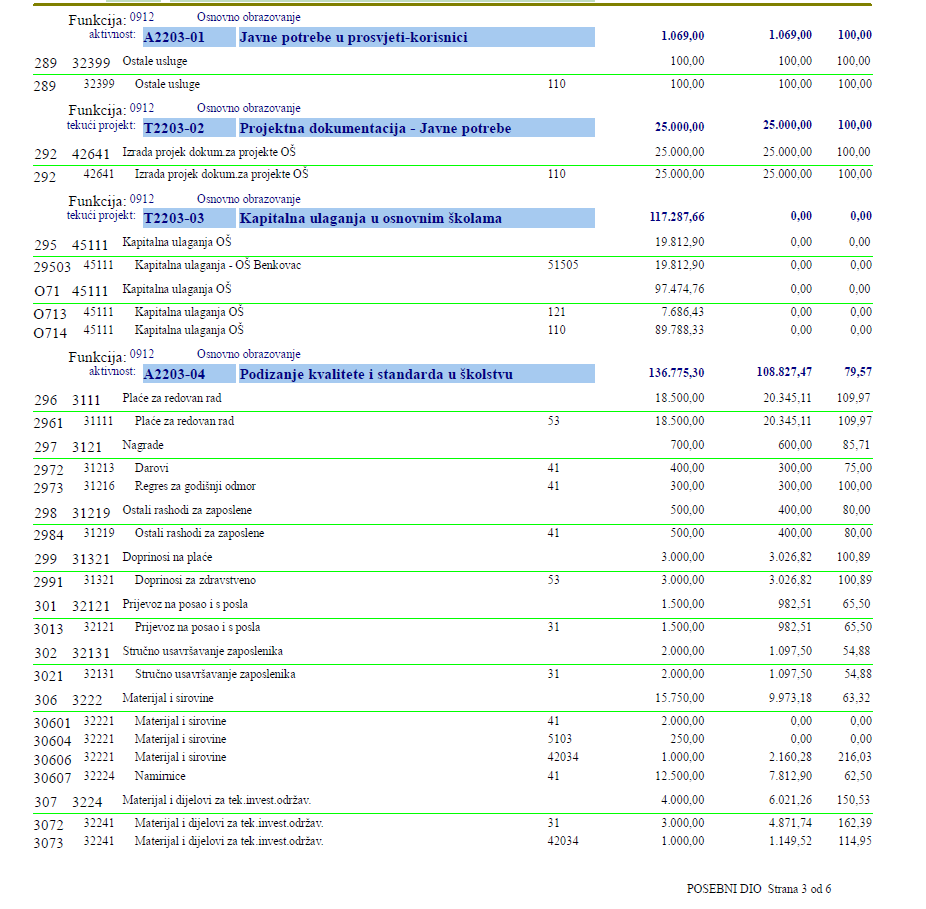 Funkcija: 0912 Osnovno obrazovanje
aktivnost: A2203-01 Javne potrebe u prosvjeti-korisnici 1.069,00 1.069,00 100,00
289 32399 Ostale usluge 100,00 100,00 100,00
289 32399 Ostale usluge 110 100,00 100,00 100,00
Funkcija: 0912 Osnovno obrazovanje
tekući projekt: T2203-02 Projektna dokumentacija - Javne potrebe 25.000,00 25.000,00 100,00
292 42641 Izrada projek dokum.za projekte OŠ 25.000,00 25.000,00 100,00
292 42641 Izrada projek dokum.za projekte OŠ 110 25.000,00 25.000,00 100,00
Funkcija: 0912 Osnovno obrazovanje
tekući projekt: T2203-03 Kapitalna ulaganja u osnovnim školama 117.287,66 0,00 0,00
295 45111 Kapitalna ulaganja OŠ 19.812,90 0,00 0,00
29503 45111 Kapitalna ulaganja - OŠ Benkovac 51505 19.812,90 0,00 0,00
O71 45111 Kapitalna ulaganja OŠ 97.474,76 0,00 0,00
O713 45111 Kapitalna ulaganja OŠ 121 7.686,43 0,00 0,00
O714 45111 Kapitalna ulaganja OŠ 110 89.788,33 0,00 0,00
Funkcija: 0912 Osnovno obrazovanje
aktivnost: A2203-04 Podizanje kvalitete i standarda u školstvu 136.775,30 108.827,47 79,57
296 3111 Plaće za redovan rad 18.500,00 20.345,11 109,97
2961 31111 Plaće za redovan rad 53 18.500,00 20.345,11 109,97
297 3121 Nagrade 700,00 600,00 85,71
2972 31213 Darovi 41 400,00 300,00 75,00
2973 31216 Regres za godišnji odmor 41 300,00 300,00 100,00
298 31219 Ostali rashodi za zaposlene 500,00 400,00 80,00
2984 31219 Ostali rashodi za zaposlene 41 500,00 400,00 80,00
299 31321 Doprinosi na plaće 3.000,00 3.026,82 100,89
2991 31321 Doprinosi za zdravstveno 53 3.000,00 3.026,82 100,89
301 32121 Prijevoz na posao i s posla 1.500,00 982,51 65,50
3013 32121 Prijevoz na posao i s posla 31 1.500,00 982,51 65,50
302 32131 Stručno usavršavanje zaposlenika 2.000,00 1.097,50 54,88
3021 32131 Stručno usavršavanje zaposlenika 31 2.000,00 1.097,50 54,88
306 3222 Materijal i sirovine 15.750,00 9.973,18 63,32
30601 32221 Materijal i sirovine 41 2.000,00 0,00 0,00
30604 32221 Materijal i sirovine 5103 250,00 0,00 0,00
30606 32221 Materijal i sirovine 42034 1.000,00 2.160,28 216,03
30607 32224 Namirnice 41 12.500,00 7.812,90 62,50
307 3224 Materijal i dijelovi za tek.invest.održav. 4.000,00 6.021,26 150,53
3072 32241 Materijal i dijelovi za tek.invest.održav. 31 3.000,00 4.871,74 162,39
3073 32241 Materijal i dijelovi za tek.invest.održav. 42034 1.000,00 1.149,52 114,95
POSEBNI DIO Strana 3 od 6